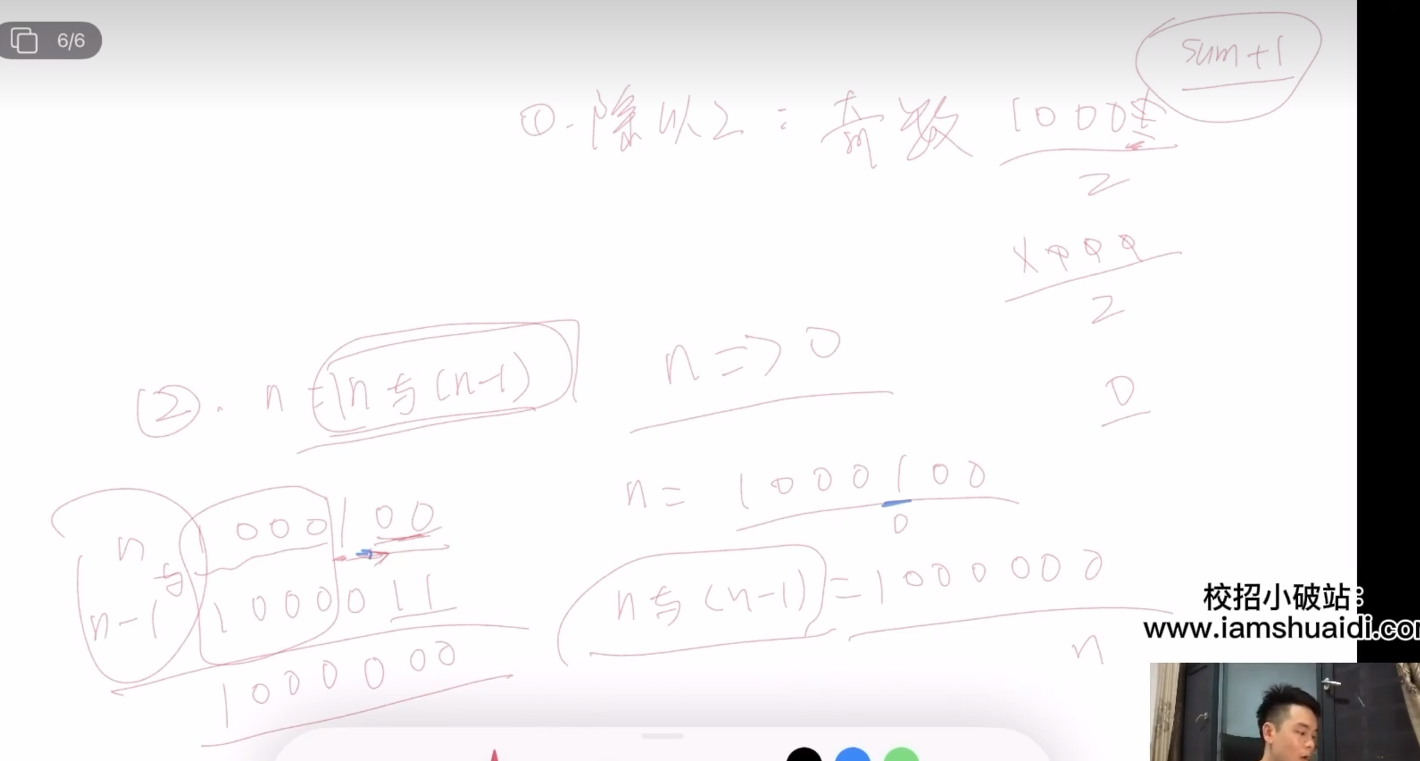 6/6
sum+1
①.除以2：奇数 10001
2
1000
2
0
②. n = n 与 (n-1) n => 0
n = 1000100
0
n 1000100
与
n-1 1000011
1000000
n 与 (n-1) = 1000000
n
校招小破站：
www.iamshuaidi.com